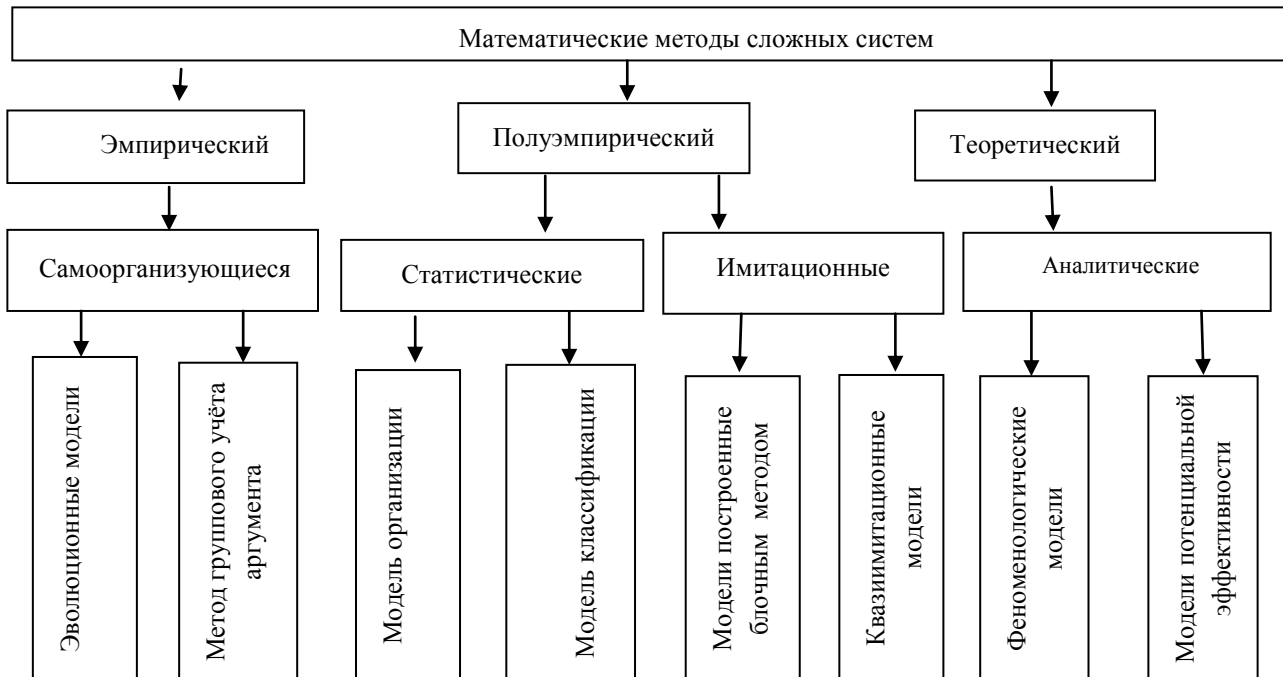 Математические методы сложных систем
Эмпирический
Полуэмпирический
Теоретический
Самоорганизующиеся
Статистические
Имитационные
Аналитические
Эволюционные модели
Метод группового учёта
аргумента
Модель организации
Модель классификации
Модели построенные
блочным методом
Квазиимитационные
модели
Феноменологические
модели
Модели потенциальной
эффективности